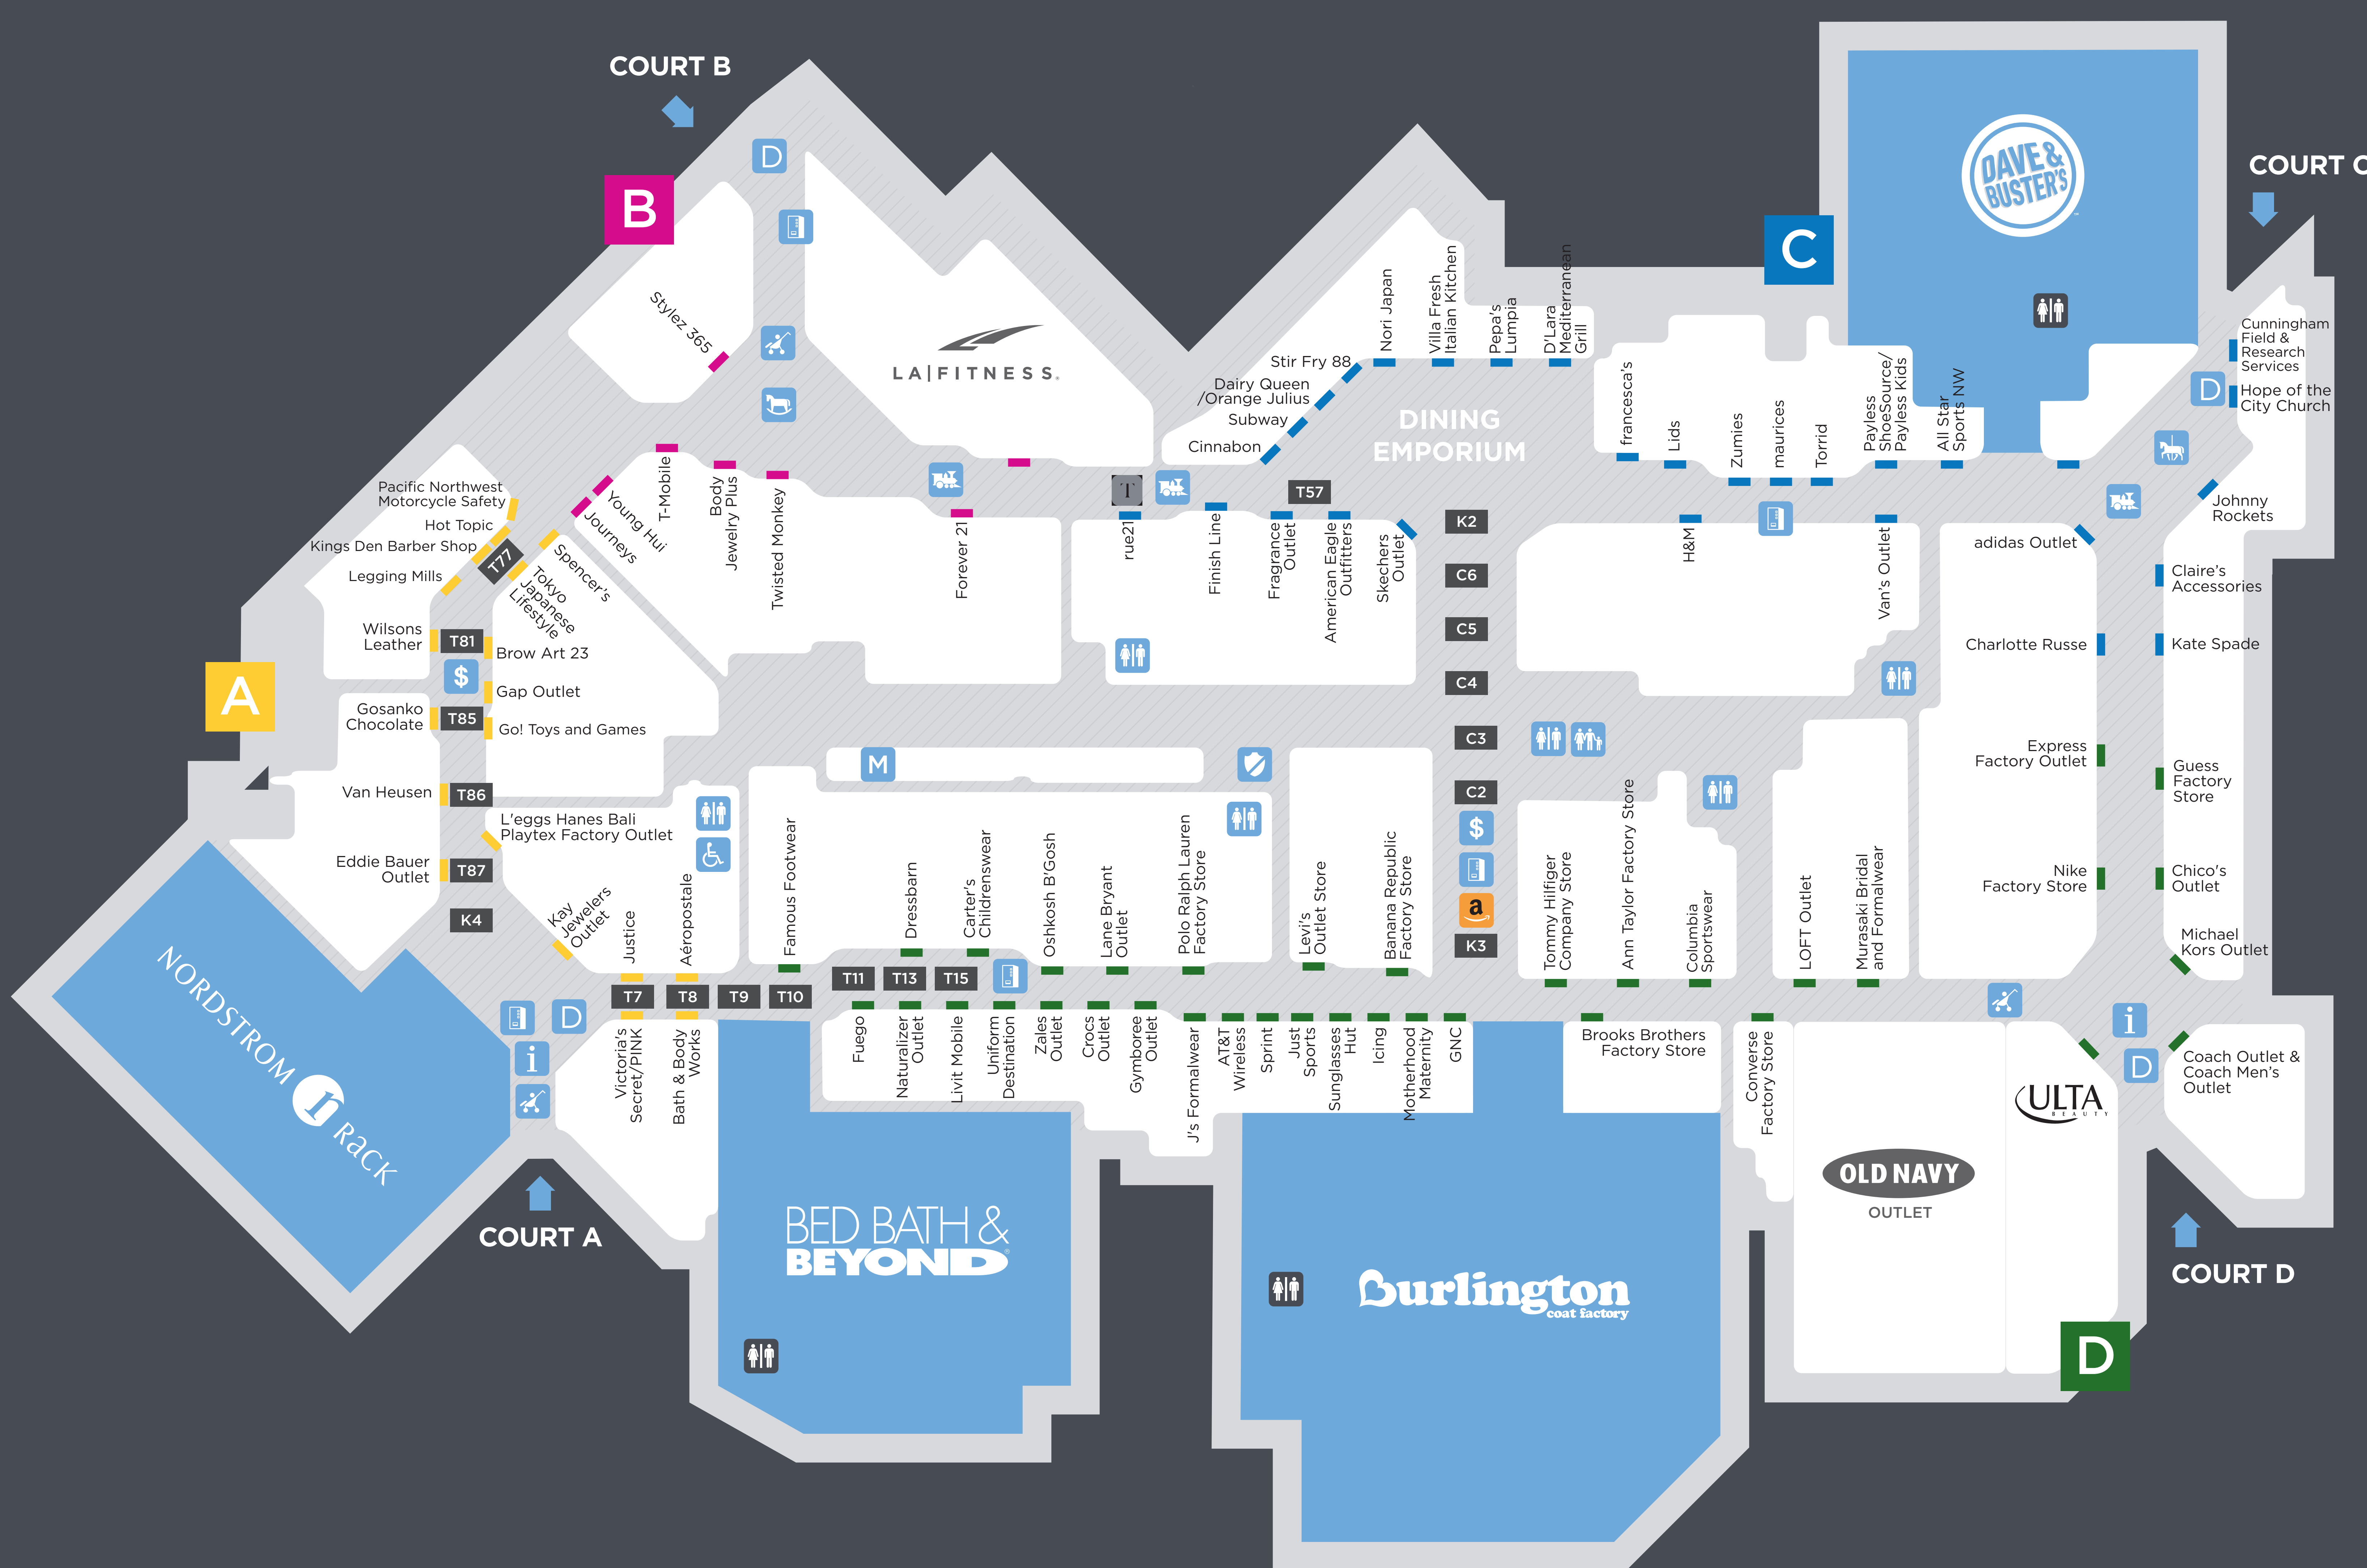 COURT B
COURT C
D
B
C
DAVE &
BUSTER'S
Stylez 365
LA|FITNESS.
Nori Japan
Villa Fresh
Italian Kitchen
Pepa's
Lumpia
D'Lara
Mediterranean
Grill
Stir Fry 88
Dairy Queen
/Orange Julius
Subway
Cinnabon
DINING
EMPORIUM
francesca's
Lids
Zumies
maurices
Torrid
Payless
ShoeSource/
Payless Kids
All Star
Sports NW
Cunningham
Field &
Research
Services
D
Hope of the
City Church
Johnny
Rockets
Pacific Northwest
Motorcycle Safety
Hot Topic
Kings Den Barber Shop
Legging Mills
T77
Tokyo
Japanese
Lifestyle
Spencer's
Journeys
Young Hui
T-Mobile
Body
Jewelry Plus
Twisted Monkey
Forever 21
T
rue21
Finish Line
T57
Fragrance
Outlet
American Eagle
Outfitters
Skechers
Outlet
K2
C6
C5
C4
C3
C2
H&M
Van's Outlet
adidas Outlet
Claire's
Accessories
Charlotte Russe
Kate Spade
Wilsons
Leather
T81
Brow Art 23
$
A
Gap Outlet
Gosanko
Chocolate
T85
Go! Toys and Games
Van Heusen
T86
L'eggs Hanes Bali
Playtex Factory Outlet
Eddie Bauer
Outlet
T87
K4
M
Express
Factory Outlet
Guess
Factory
Store
Nike
Factory Store
Chico's
Outlet
Michael
Kors Outlet
Kay
Jewelers
Outlet
Justice
Aéropostale
Famous Footwear
Dressbarn
Carter's
Childrenswear
Oshkosh B'Gosh
Lane Bryant
Outlet
Polo Ralph Lauren
Factory Store
Levi's
Outlet Store
Banana Republic
Factory Store
$
a
K3
Tommy Hilfiger
Company Store
Ann Taylor Factory Store
Columbia
Sportswear
LOFT Outlet
Murasaki Bridal
and Formalwear
NORDSTROM
n
RACK
T7
T8
T9
T10
T11
T13
T15
D
i
Victoria's
Secret/PINK
Bath & Body
Works
Fuego
Naturalizer
Outlet
Livit Mobile
Uniform
Destination
Zales
Outlet
Crocs
Outlet
Gymboree
Outlet
J's Formalwear
AT&T
Wireless
Sprint
Just
Sports
Sunglasses
Hut
Icing
Motherhood
Maternity
GNC
Brooks Brothers
Factory Store
Converse
Factory Store
i
D
Coach Outlet &
Coach Men's
Outlet
ULTA
BEAUTY
OLD NAVY
OUTLET
COURT A
BED BATH &
BEYOND
Burlington
coat factory
COURT D
D